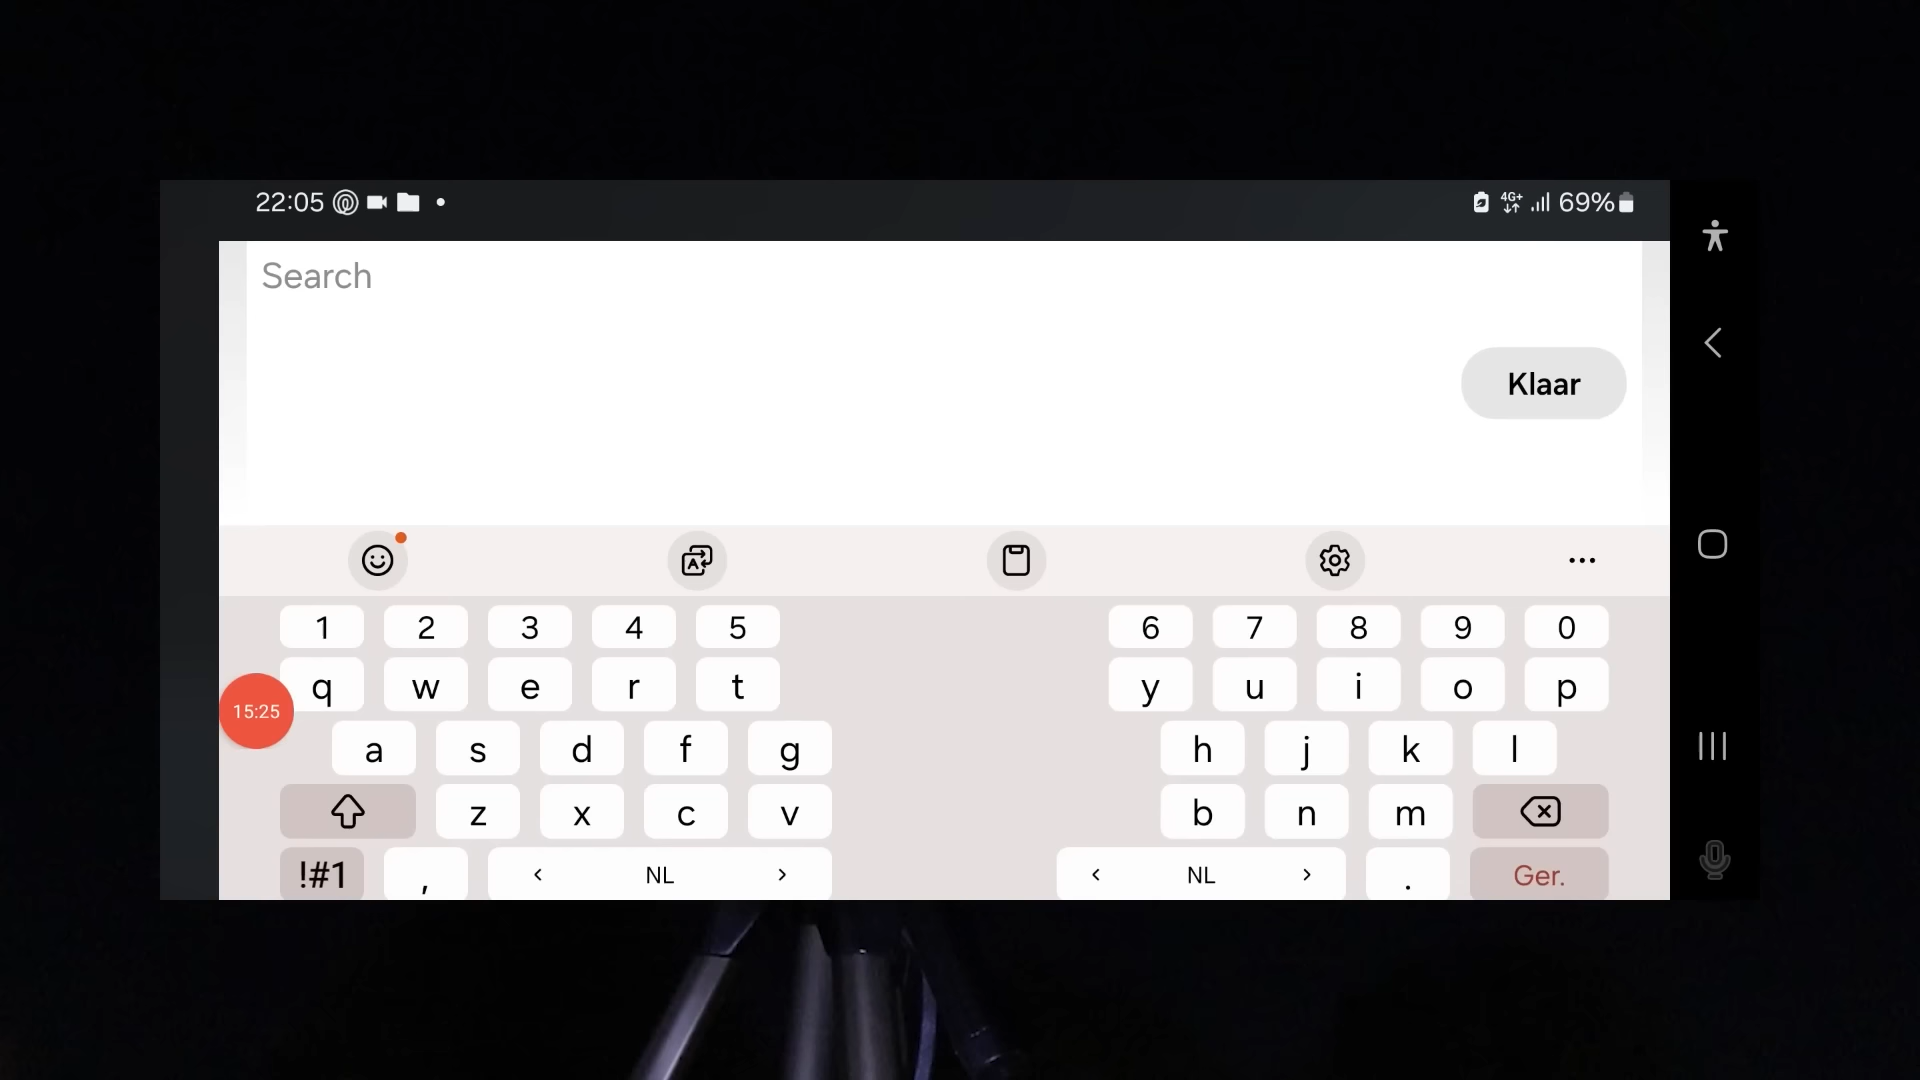 22:05
4G+ 69%
Search
Klaar
1 2 3 4 5 6 7 8 9 0
q w e r t y u i o p
15:25
a s d f g h j k l
z x c v b n m
!#1 , < NL > < NL > . Ger.